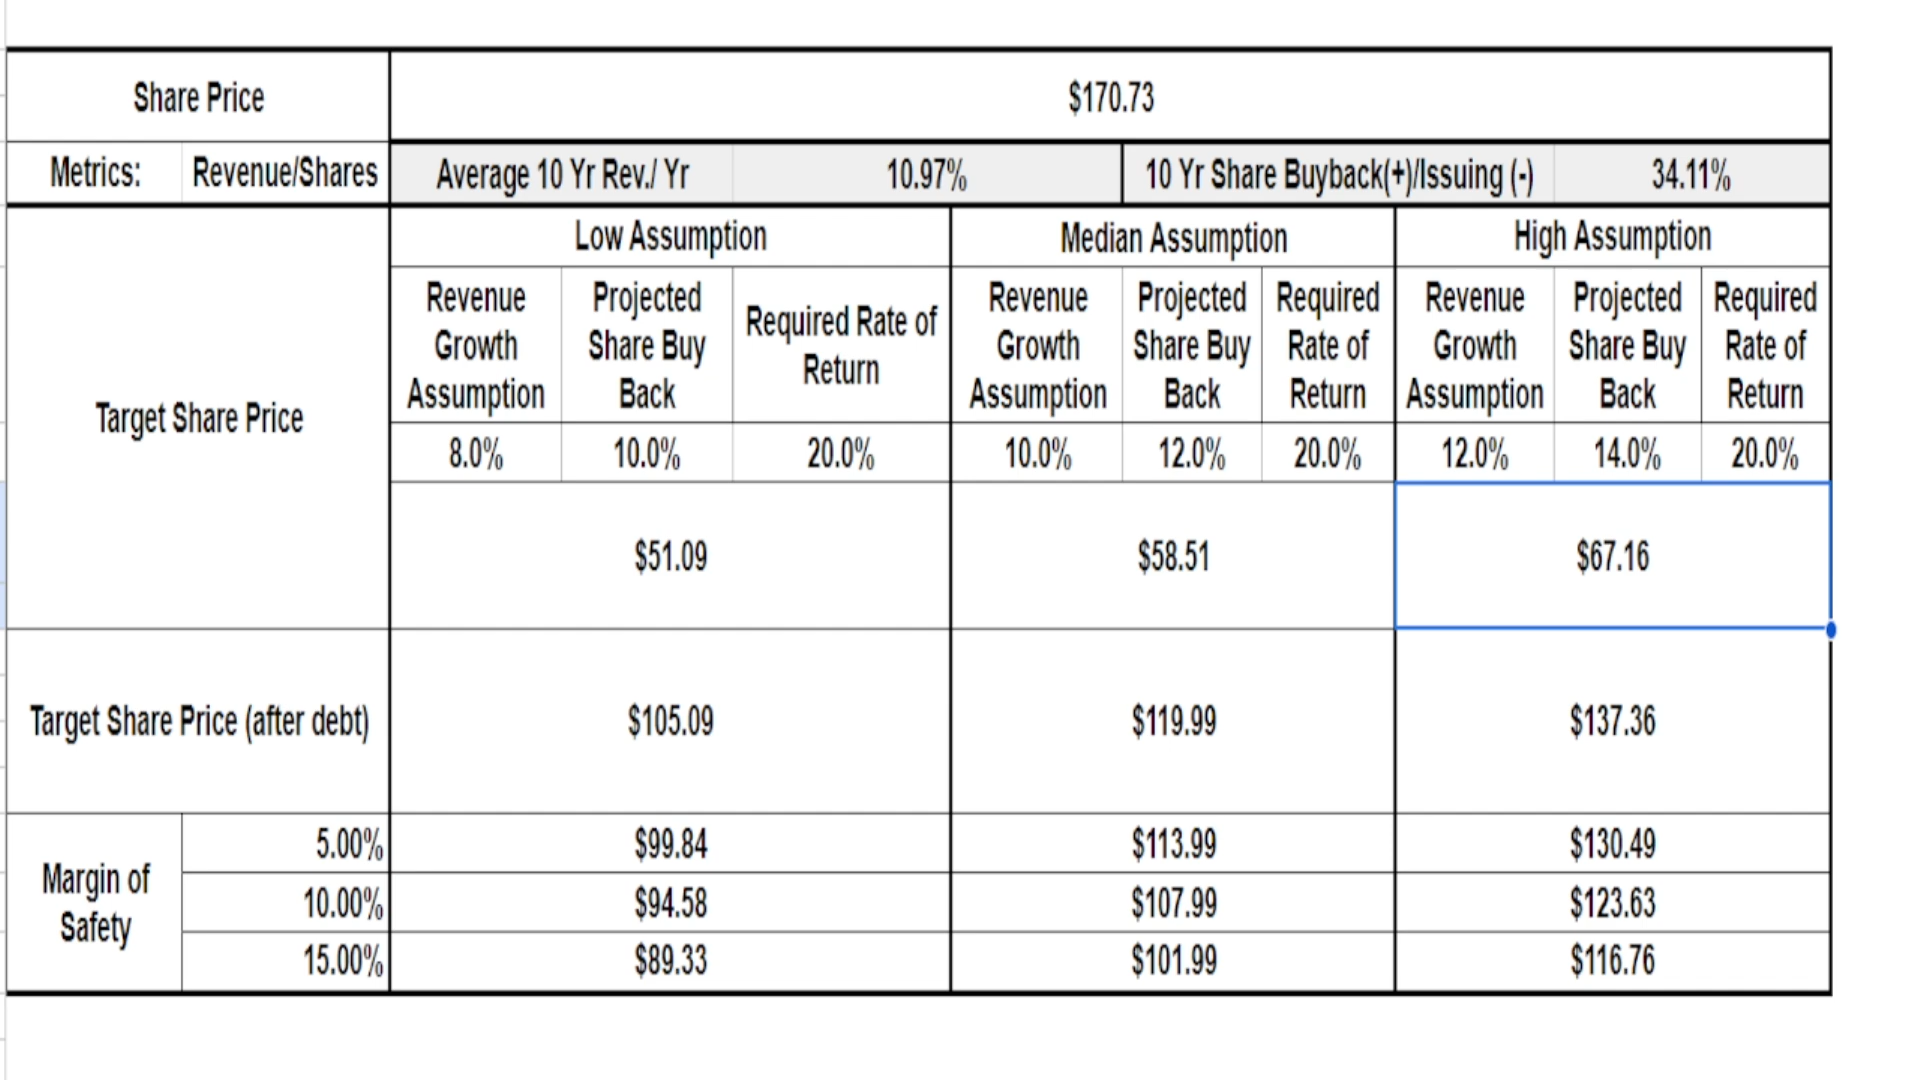 Share Price $170.73
Metrics: Revenue/Shares Average 10 Yr Rev./ Yr 10.97% 10 Yr Share Buyback(+)/Issuing (-) 34.11%
Target Share Price
Low Assumption Median Assumption High Assumption
Revenue Growth Assumption Projected Share Buy Back Required Rate of Return Revenue Growth Assumption Projected Share Buy Back Required Rate of Return Revenue Growth Assumption Projected Share Buy Back Required Rate of Return
8.0% 10.0% 20.0% 10.0% 12.0% 20.0% 12.0% 14.0% 20.0%
$51.09 $58.51 $67.16
Target Share Price (after debt) $105.09 $119.99 $137.36
Margin of Safety
5.00% $99.84 $113.99 $130.49
10.00% $94.58 $107.99 $123.63
15.00% $89.33 $101.99 $116.76